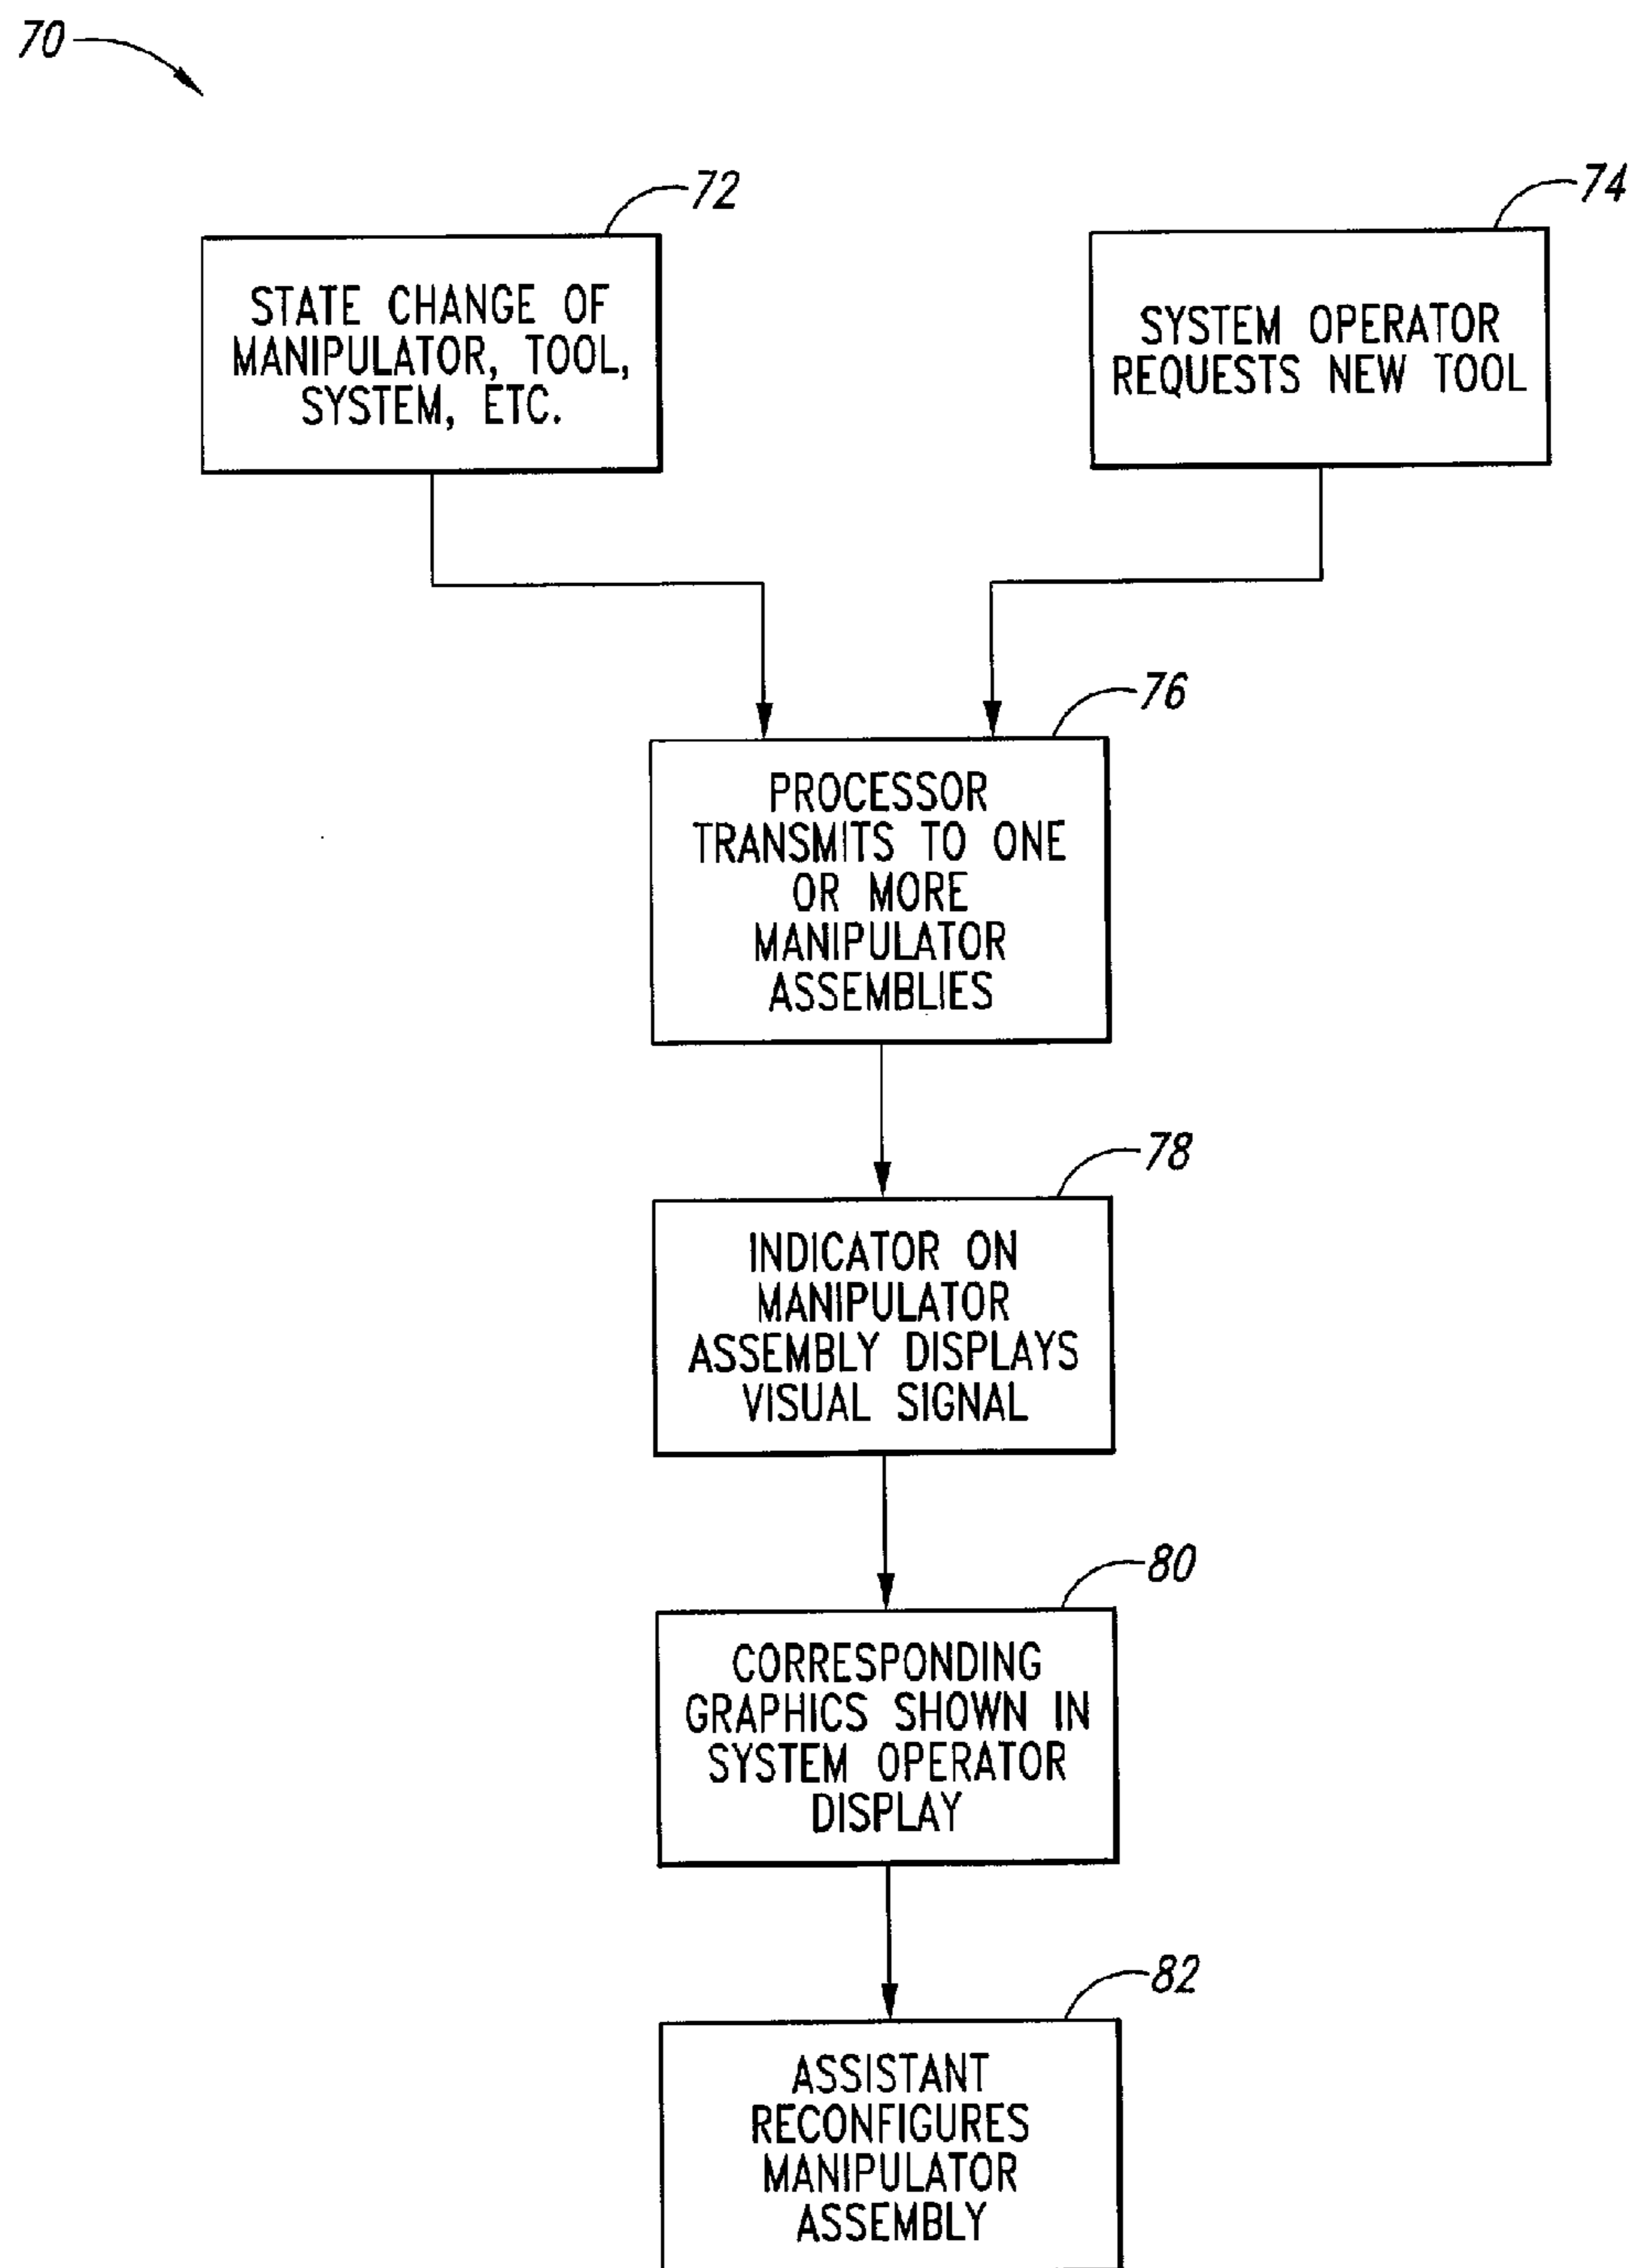 70
72
74
STATE CHANGE OF
MANIPULATOR, TOOL,
SYSTEM, ETC.
SYSTEM OPERATOR
REQUESTS NEW TOOL
76
PROCESSOR
TRANSMITS TO ONE
OR MORE
MANIPULATOR
ASSEMBLIES
78
INDICATOR ON
MANIPULATOR
ASSEMBLY DISPLAYS
VISUAL SIGNAL
80
CORRESPONDING
GRAPHICS SHOWN IN
SYSTEM OPERATOR
DISPLAY
82
ASSISTANT
RECONFIGURES
MANIPULATOR
ASSEMBLY